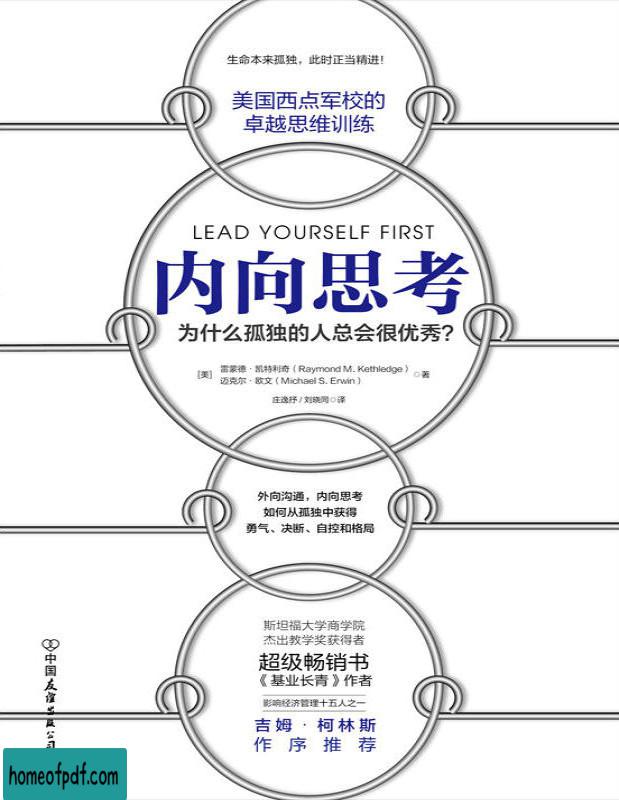 生命本来孤独，此时正当精进！
美国西点军校的
卓越思维训练
LEAD YOURSELF FIRST
内向思考
为什么孤独的人总会很优秀？
[美] 雷蒙德·凯特利奇（Raymond M. Kethledge）
迈克尔·欧文（Michael S. Erwin） ◎著
庄逸抒 / 刘晓同 ◎译
外向沟通，内向思考
如何从孤独中获得
勇气、决断、自控和格局
斯坦福大学商学院
杰出教学奖获得者
超级畅销书
《基业长青》作者
影响经济管理十五人之一
吉姆·柯林斯
作序推荐
中国友谊出版公司
homeofpdf.com